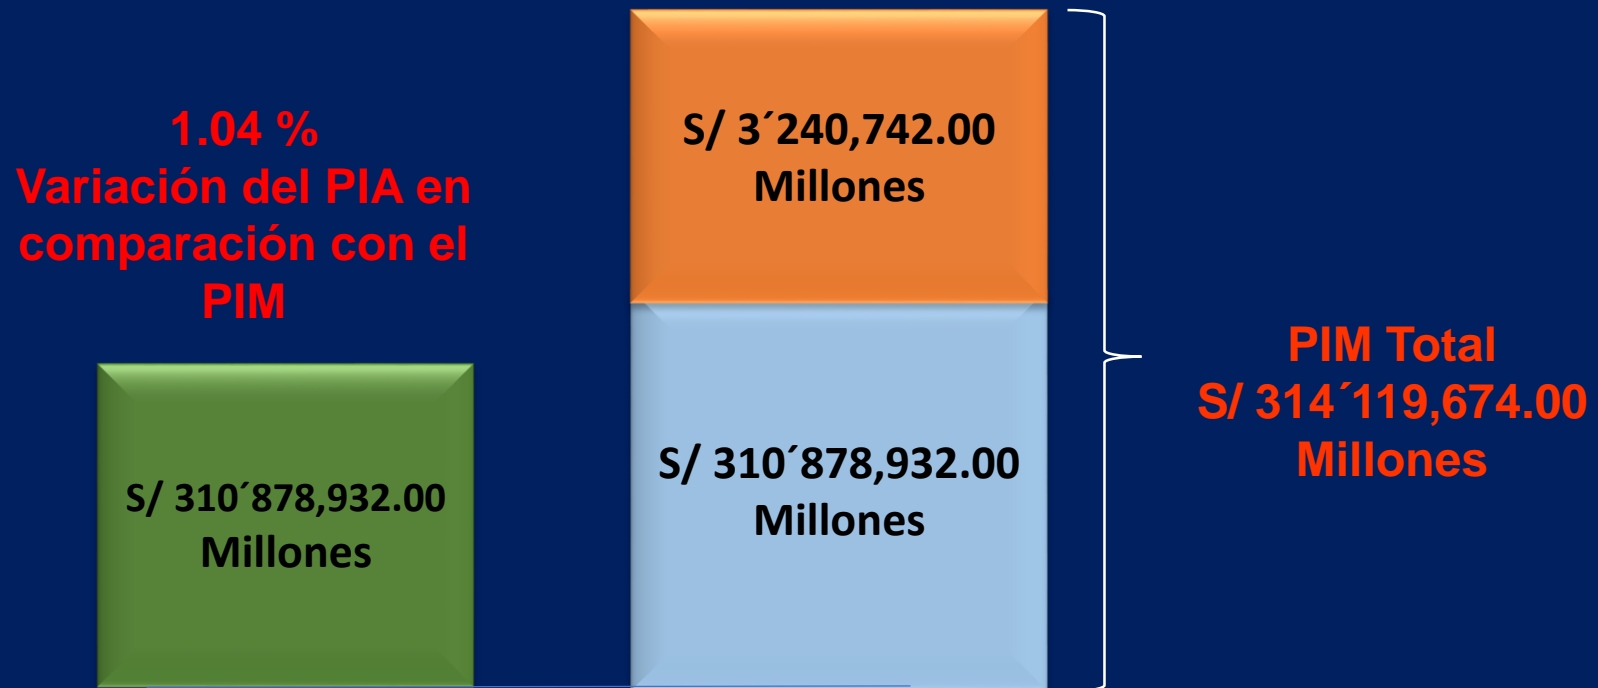 1.04 %
Variación del PIA en
comparación con el
PIM
S/ 310´878,932.00
Millones
S/ 3´240,742.00
Millones
S/ 310´878,932.00
Millones
PIM Total
S/ 314´119,674.00
Millones